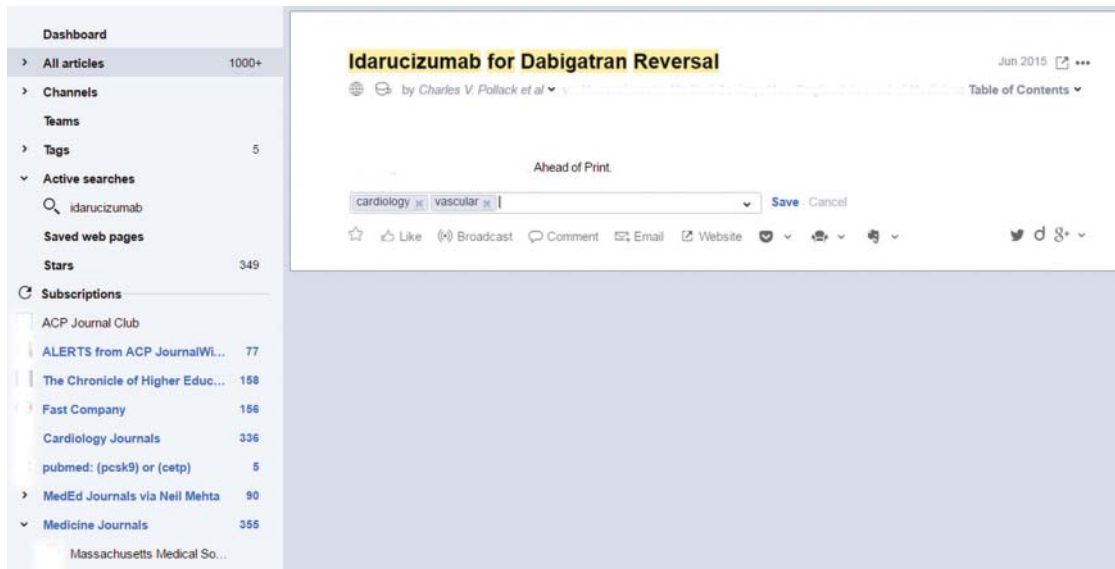 Dashboard
All articles 1000+
Channels
Teams
Tags 5
Active searches
idarucizumab
Saved web pages
Stars 349
Subscriptions
ACP Journal Club
ALERTS from ACP JournalWi... 77
The Chronicle of Higher Educ... 158
Fast Company 156
Cardiology Journals 336
pubmed: (pcsk9) or (cetp) 5
MedEd Journals via Neil Mehta 90
Medicine Journals 355
Massachusetts Medical So...
Idarucizumab for Dabigatran Reversal
Jun 2015
by Charles V. Pollack et al
Table of Contents
Ahead of Print.
cardiology x vascular x
Save Cancel
Like Broadcast Comment Email Website